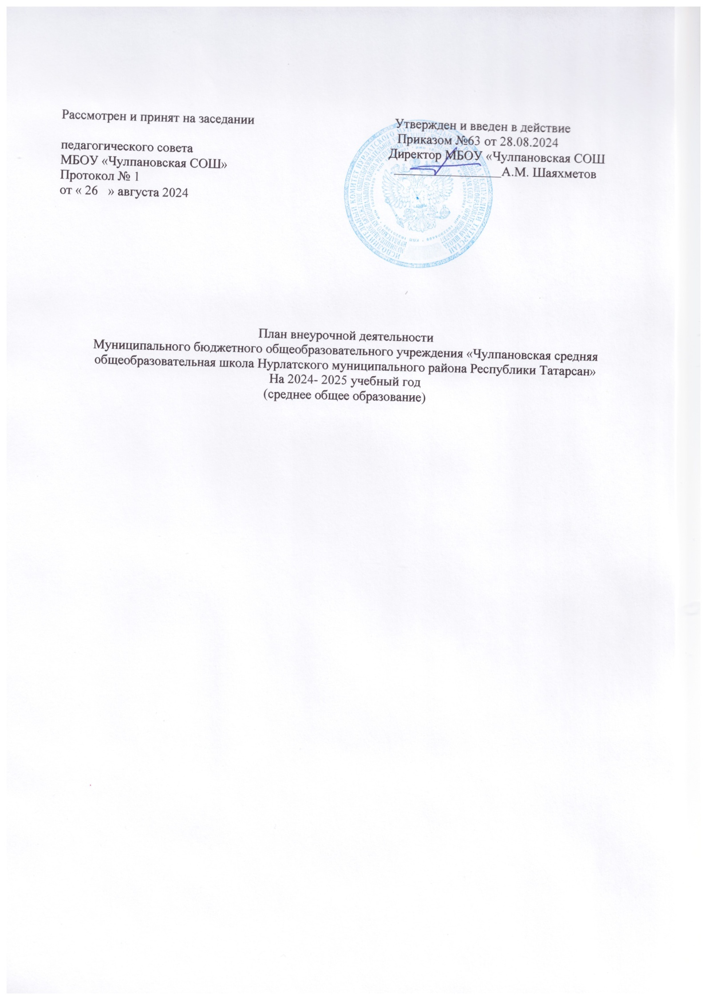 Рассмотрен и принят на заседании
педагогического совета
МБОУ «Чулпановская СОШ»
Протокол № 1
от « 26 » августа 2024
Утвержден и введен в действие
Приказом №63 от 28.08.2024
Директор МБОУ «Чулпановская СОШ
А.М. Шаяхметов
План внеурочной деятельности
Муниципального бюджетного общеобразовательного учреждения «Чулпановская средняя
общеобразовательная школа Нурлатского муниципального района Республики Татарсан»
На 2024- 2025 учебный год
(среднее общее образование)